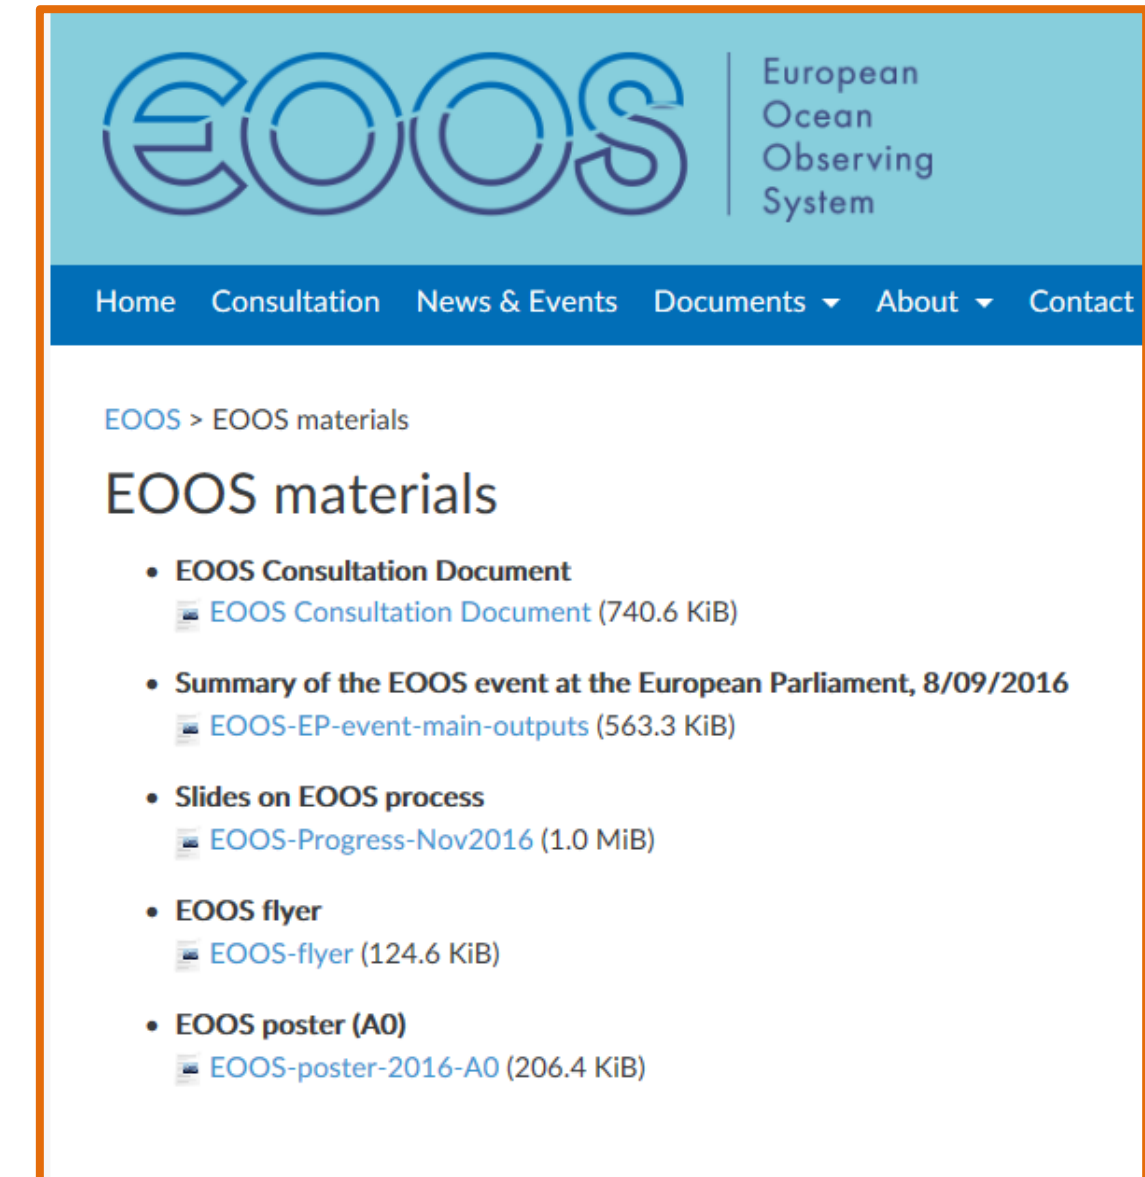 EOOS
European
Ocean
Observing
System
Home Consultation News & Events Documents About Contact
EOOS > EOOS materials
EOOS materials
• EOOS Consultation Document
EOOS Consultation Document (740.6 KiB)
• Summary of the EOOS event at the European Parliament, 8/09/2016
EOOS-EP-event-main-outputs (563.3 KiB)
• Slides on EOOS process
EOOS-Progress-Nov2016 (1.0 MiB)
• EOOS flyer
EOOS-flyer (124.6 KiB)
• EOOS poster (A0)
EOOS-poster-2016-A0 (206.4 KiB)